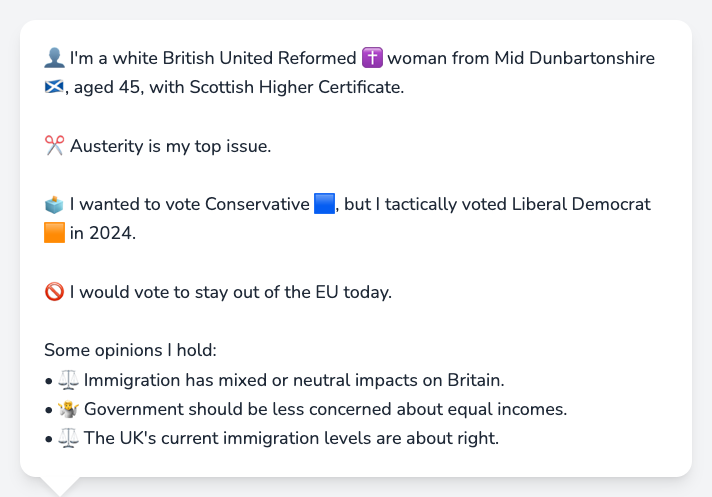 👤 I'm a white British United Reformed ✝️ woman from Mid Dunbartonshire
🏴󠁧󠁢󠁳󠁣󠁴󠁿, aged 45, with Scottish Higher Certificate.
✂️ Austerity is my top issue.
🗳️ I wanted to vote Conservative 🟦, but I tactically voted Liberal Democrat
🟧 in 2024.
🚫 I would vote to stay out of the EU today.
Some opinions I hold:
• ⚖️ Immigration has mixed or neutral impacts on Britain.
• 🤷 Government should be less concerned about equal incomes.
• ⚖️ The UK's current immigration levels are about right.